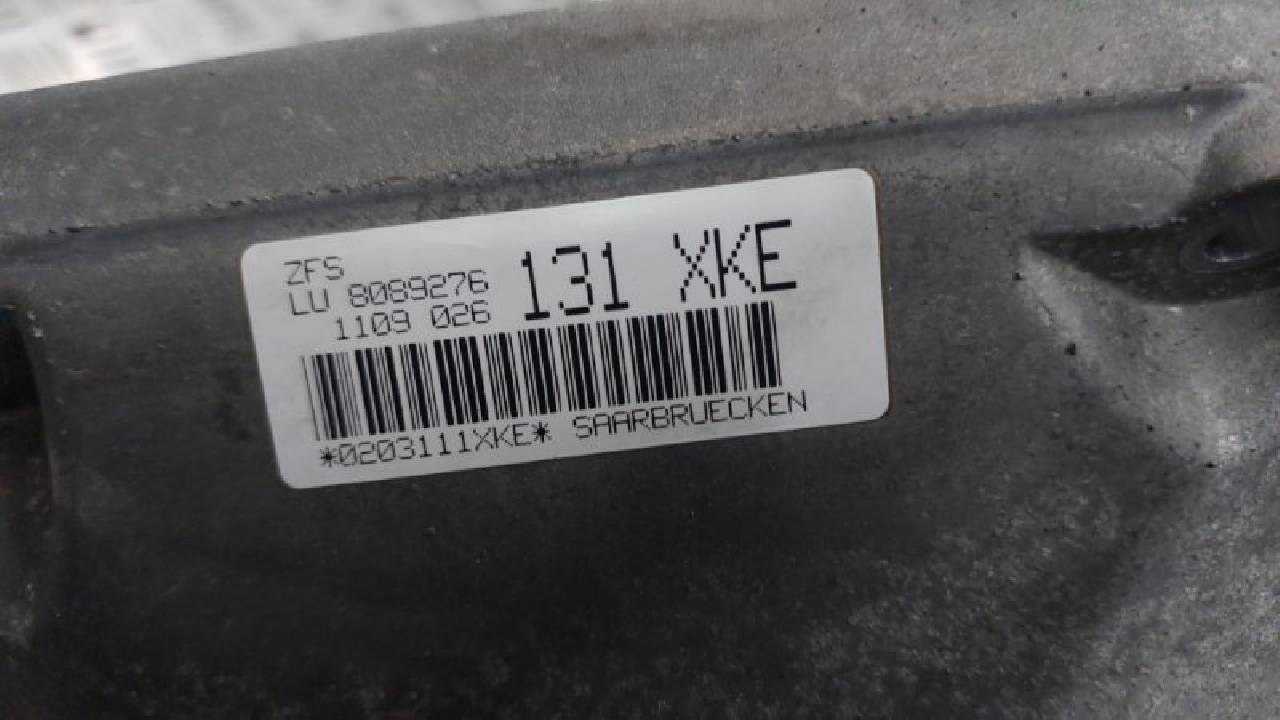 ZFS
LU 8089276 131 XKE
1109 026
*0203111XKE* SAARBRUECKEN